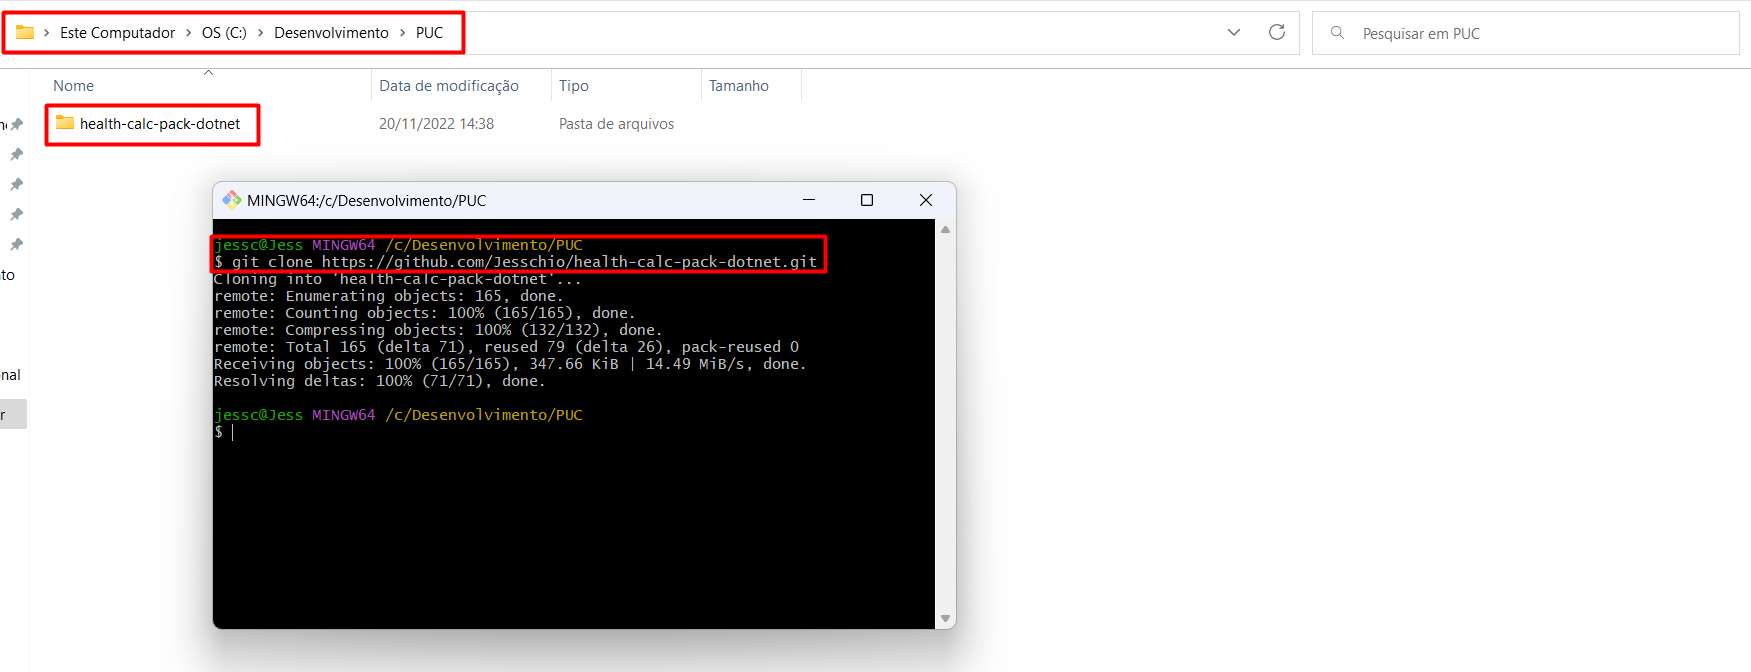 Este Computador > OS (C:) > Desenvolvimento > PUC
Pesquisar em PUC
Nome
Data de modificação
Tipo
Tamanho
health-calc-pack-dotnet
20/11/2022 14:38
Pasta de arquivos
MINGW64:/c/Desenvolvimento/PUC
jessc@Jess MINGW64 /c/Desenvolvimento/PUC
$ git clone https://github.com/Jesschio/health-calc-pack-dotnet.git
Cloning into 'health-calc-pack-dotnet'...
remote: Enumerating objects: 165, done.
remote: Counting objects: 100% (165/165), done.
remote: Compressing objects: 100% (132/132), done.
remote: Total 165 (delta 71), reused 79 (delta 26), pack-reused 0
Receiving objects: 100% (165/165), 347.66 KiB | 14.49 MiB/s, done.
Resolving deltas: 100% (71/71), done.
jessc@Jess MINGW64 /c/Desenvolvimento/PUC
$
to
onal
r